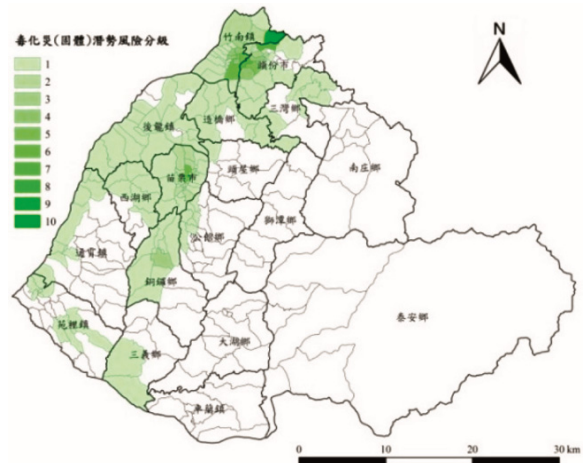 毒化災(固體)潛勢風險分級
1
2
3
4
5
6
7
8
9
10
N
竹南鎮
頭份市
三灣鄉
造橋鄉
後龍鎮
苗栗市
頭屋鄉
南庄鄉
西湖鄉
獅潭鄉
通霄鎮
公館鄉
銅鑼鄉
泰安鄉
苑裡鎮
大湖鄉
三義鄉
卓蘭鎮
0 10 20 30 km